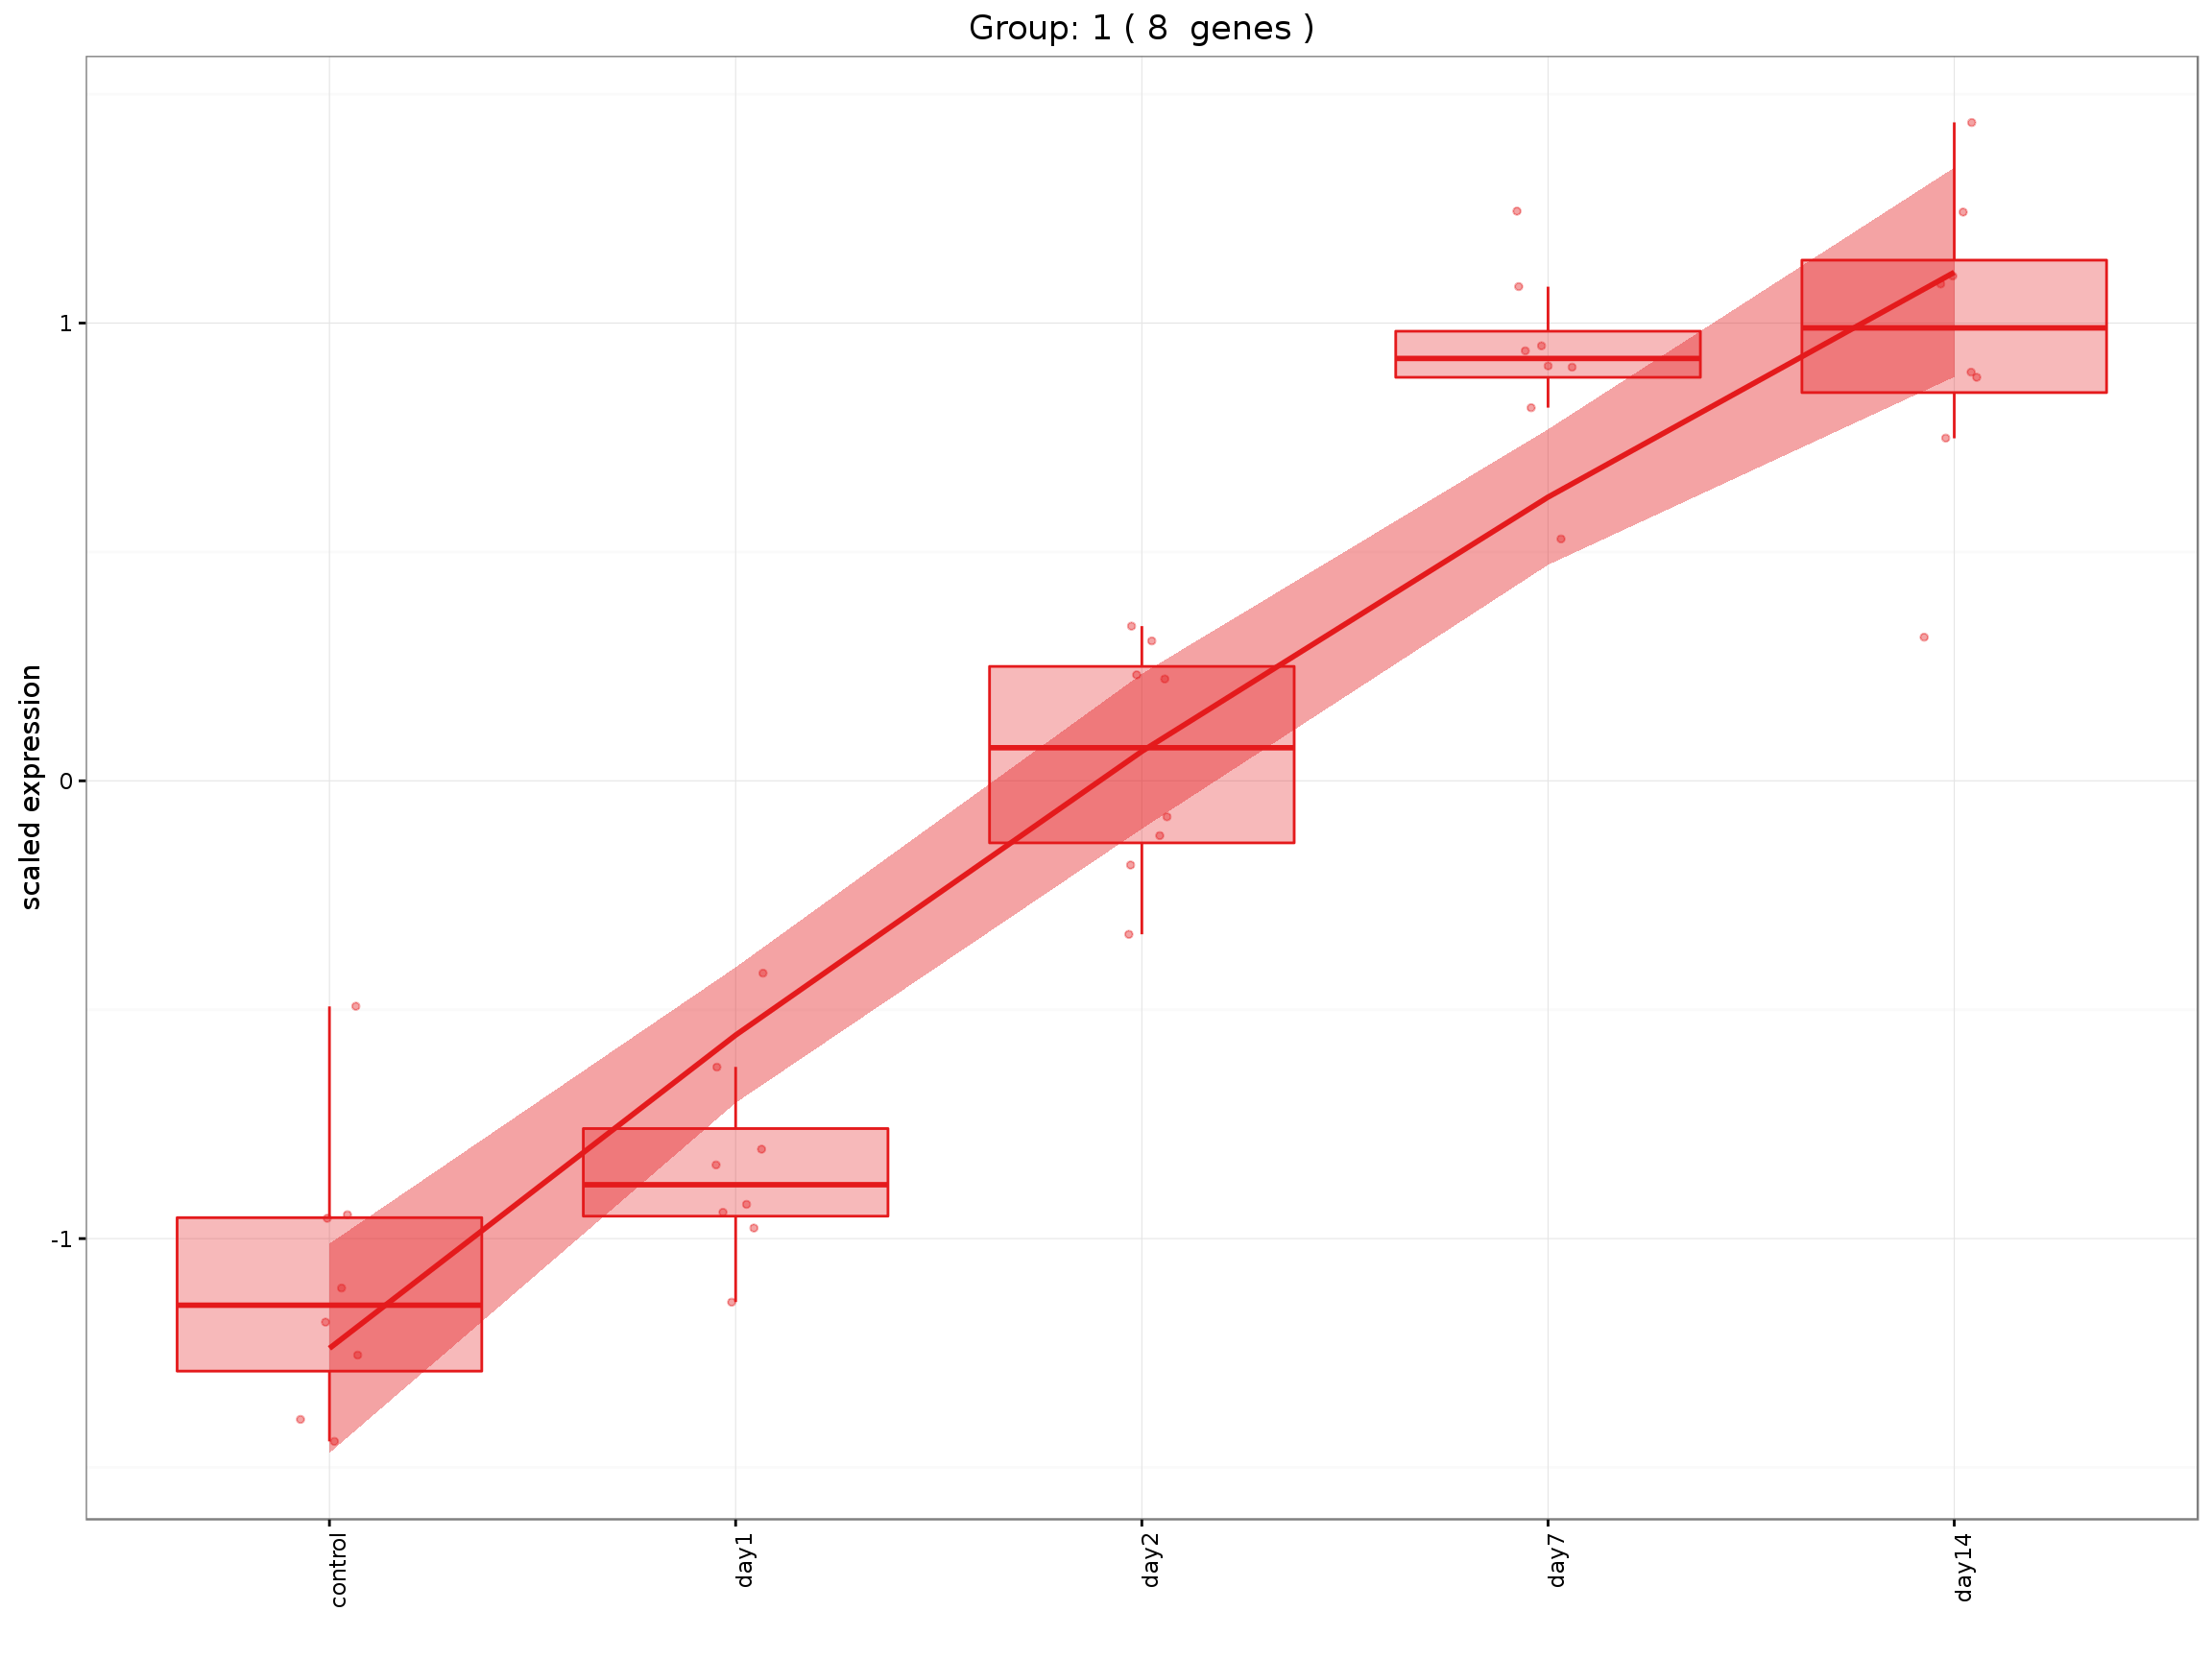 Group: 1 ( 8  genes )
scaled expression
1
0
-1
control
day1
day2
day7
day14